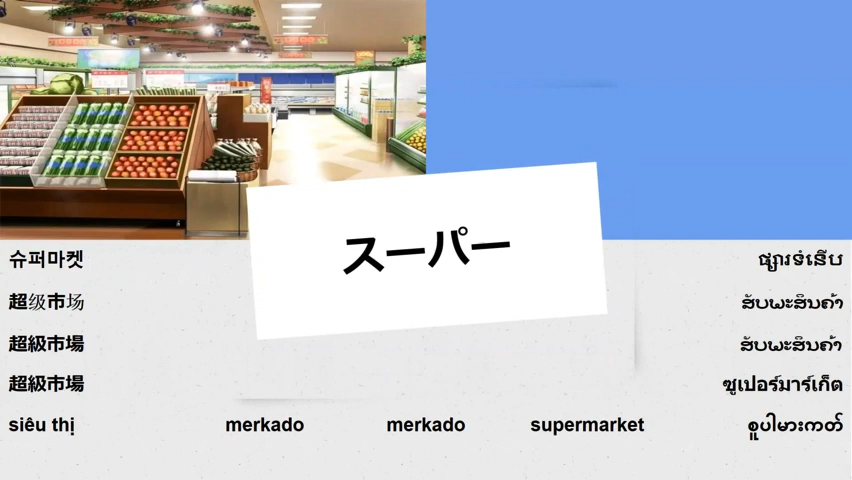 スーパー
슈퍼마켓
ផ្សារទំនើប
超级市场
ສັບພະສິນຄ້າ
超級市場
ສັບພະສິນຄ້າ
超級市場
ซูเปอร์มาร์เก็ต
siêu thị merkado merkado supermarket စူပါမားကတ်